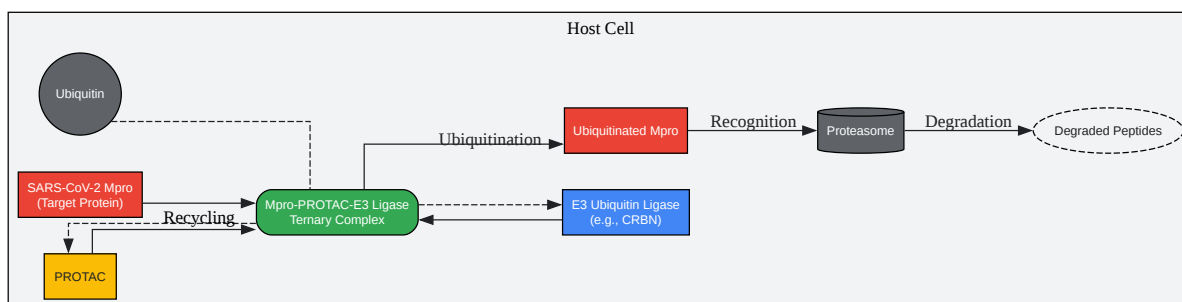 Host Cell
Ubiquitin
Ubiquitination
Ubiquitinated Mpro
Recognition
Proteasome
Degradation
Degraded Peptides
SARS-CoV-2 Mpro
(Target Protein)
Recycling
Mpro-PROTAC-E3 Ligase
Ternary Complex
E3 Ubiquitin Ligase
(e.g., CRBN)
PROTAC